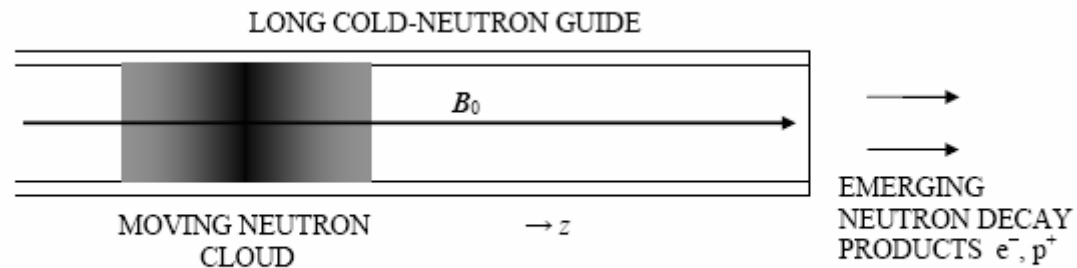 LONG COLD-NEUTRON GUIDE
B₀
MOVING NEUTRON
CLOUD
→ z
EMERGING
NEUTRON DECAY
PRODUCTS e⁻, p⁺